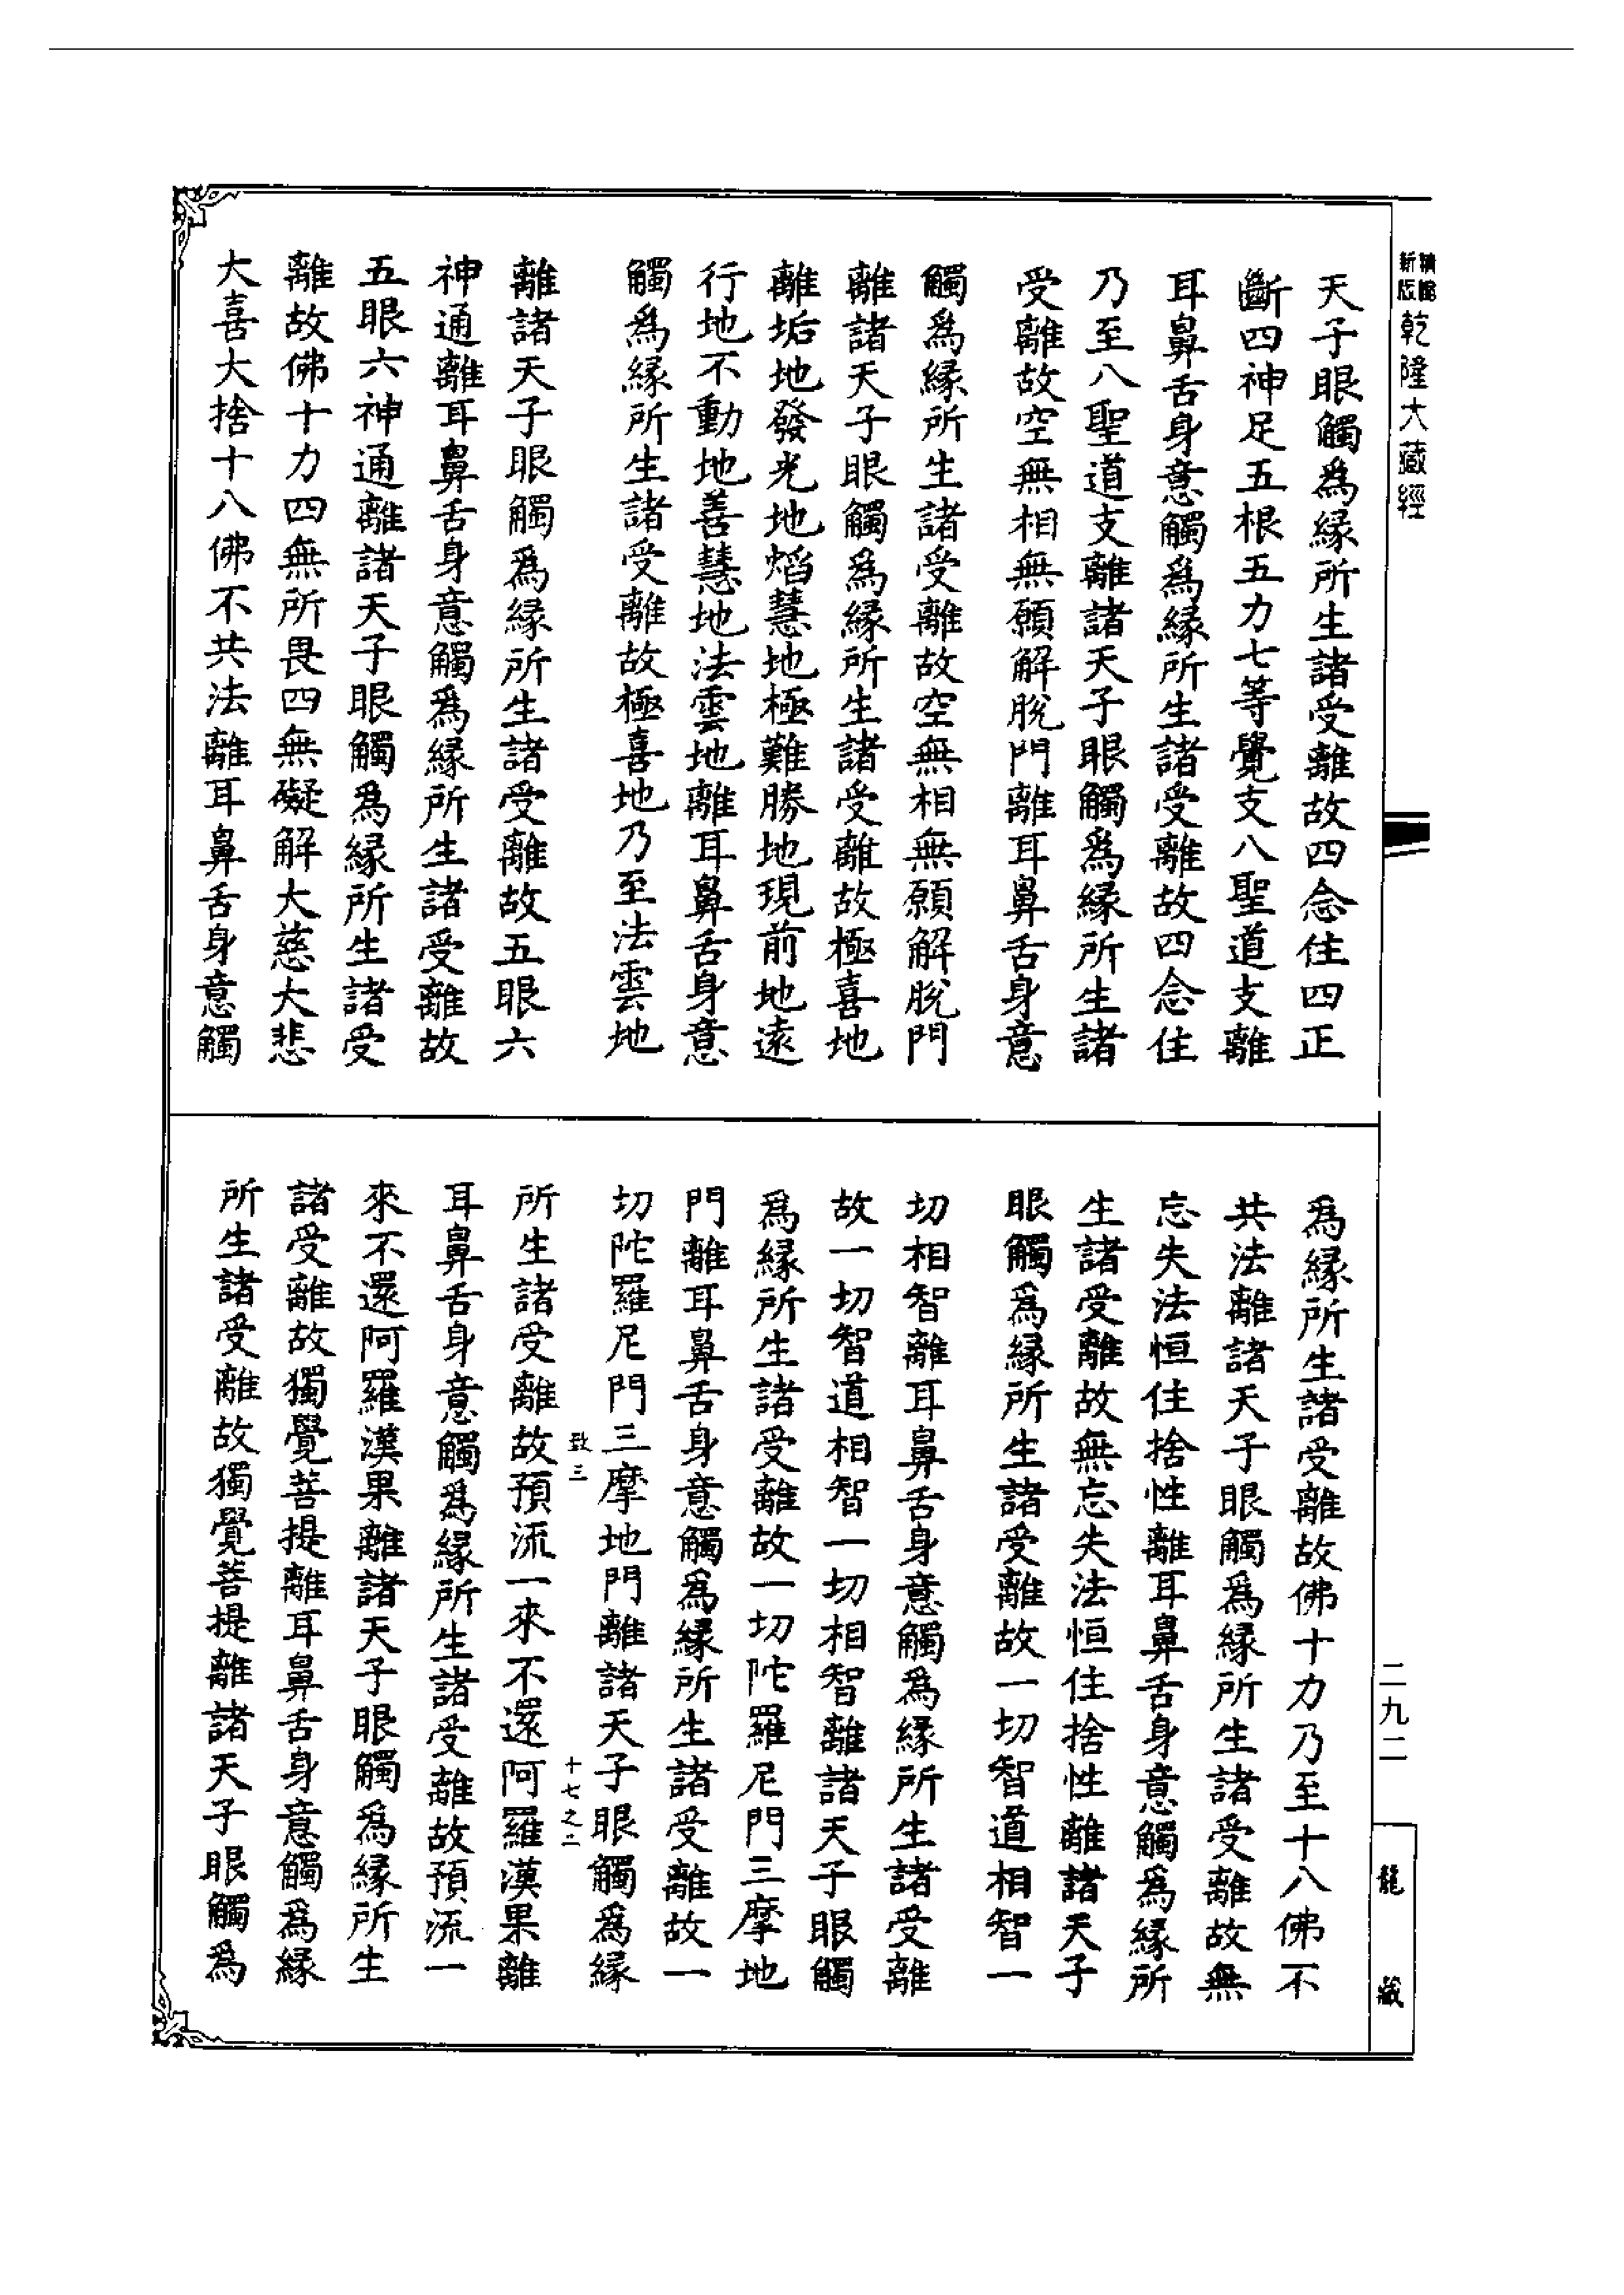 新版
乾隆大藏經
天子眼觸為緣所生諸受離故四念住四正
斷四神足五根五力七等覺支八聖道支離
耳鼻舌身意觸為緣所生諸受離故四念住
乃至八聖道支離諸天子眼觸為緣所生諸
受離故空無相無願解脫門離耳鼻舌身意
觸為緣所生諸受離故空無相無願解脫門
離諸天子眼觸為緣所生諸受離故極喜地
離垢地發光地焰慧地極難勝地現前地遠
行地不動地善慧地法雲地離耳鼻舌身意
觸為緣所生諸受離故極喜地乃至法雲地
離諸天子眼觸為緣所生諸受離故五眼六
神通離耳鼻舌身意觸為緣所生諸受離故
五眼六神通離諸天子眼觸為緣所生諸受
離故佛十力四無所畏四無礙解大慈大悲
大喜大捨十八佛不共法離耳鼻舌身意觸
二九二
龍藏
為緣所生諸受離故佛十力乃至十八佛不
共法離諸天子眼觸為緣所生諸受離故無
忘失法恒住捨性離耳鼻舌身意觸為緣所
生諸受離故無忘失法恒住捨性離諸天子
眼觸為緣所生諸受離故一切智道相智一
切相智離耳鼻舌身意觸為緣所生諸受離
故一切智道相智一切相智離諸天子眼觸
為緣所生諸受離故一切陀羅尼門三摩地
門離耳鼻舌身意觸為緣所生諸受離故一
切陀羅尼門三摩地門離諸天子眼觸為緣
致三 十七之二
所生諸受離故預流一來不還阿羅漢果離
耳鼻舌身意觸為緣所生諸受離故預流一
來不還阿羅漢果離諸天子眼觸為緣所生
諸受離故獨覺菩提離耳鼻舌身意觸為緣
所生諸受離故獨覺菩提離諸天子眼觸為